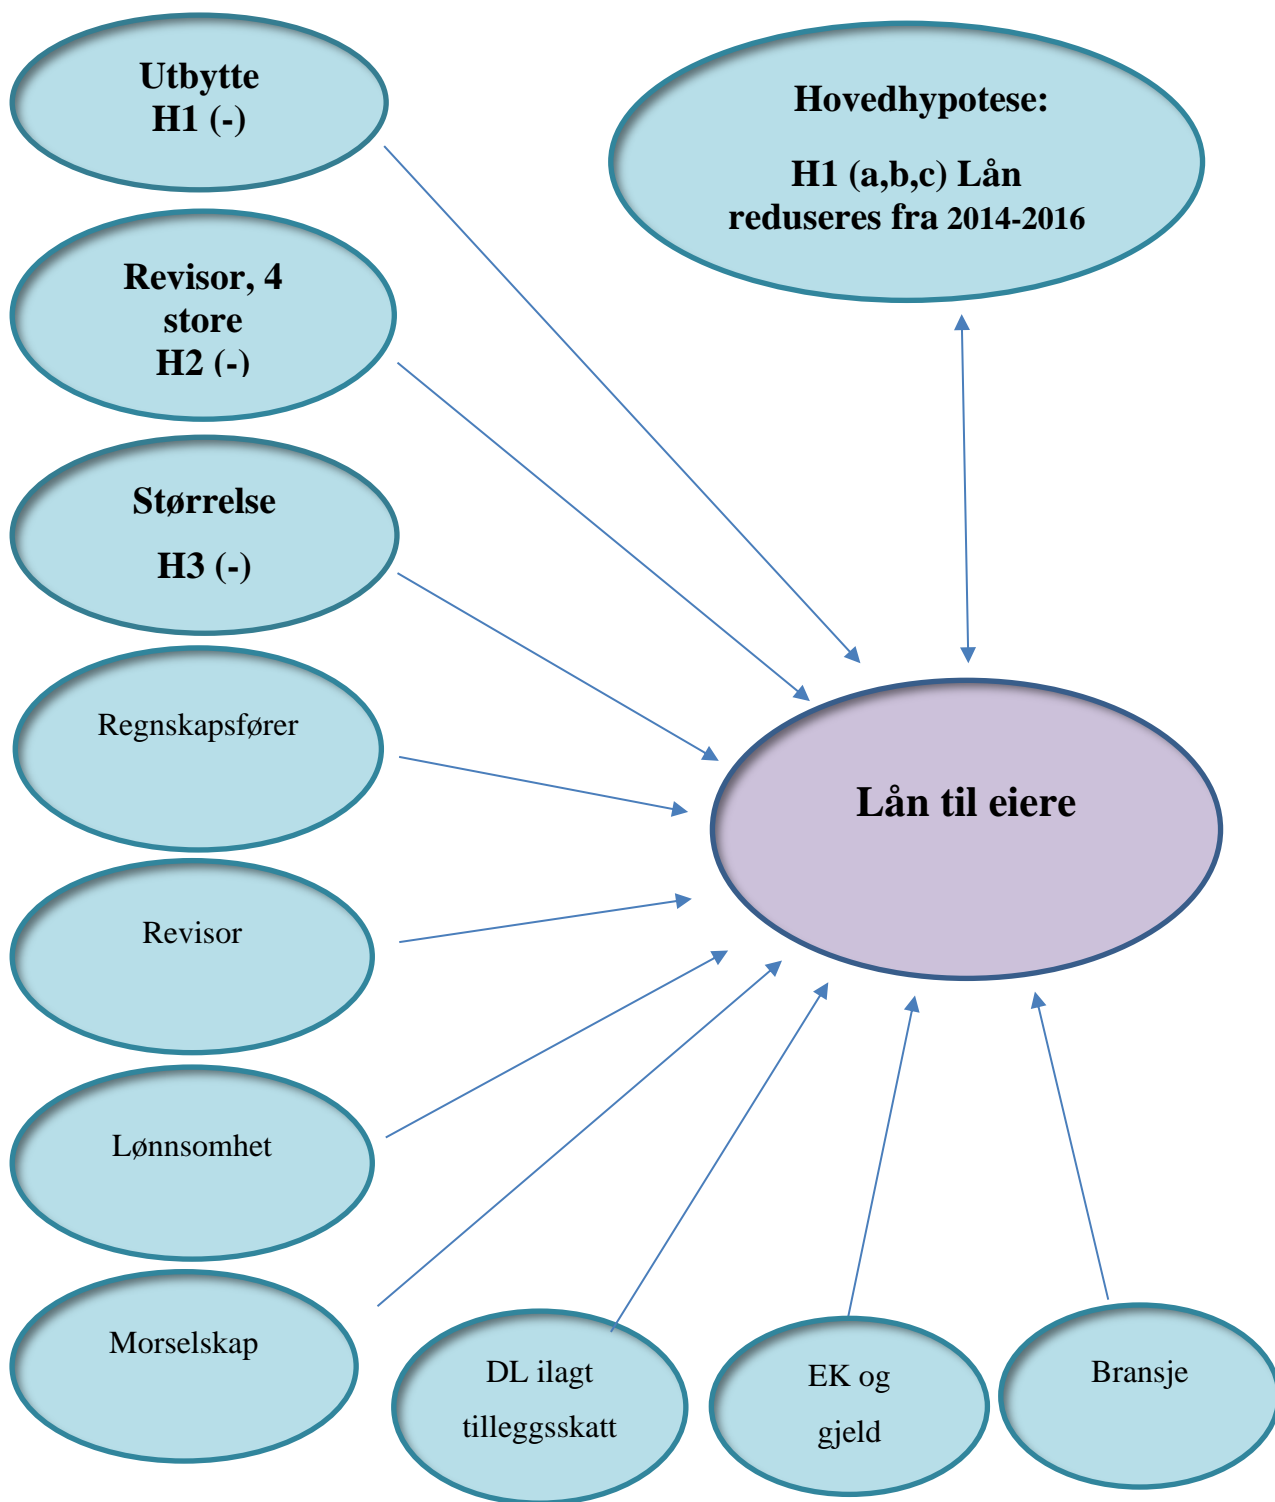 Utbytte
H1 (-)
Hovedhypotese:
H1 (a,b,c) Lån
reduseres fra 2014-2016
Revisor, 4
store
H2 (-)
Størrelse
H3 (-)
Regnskapsfører
Lån til eiere
Revisor
Lønnsomhet
Morselskap
DL ilagt
tilleggsskatt
EK og
gjeld
Bransje